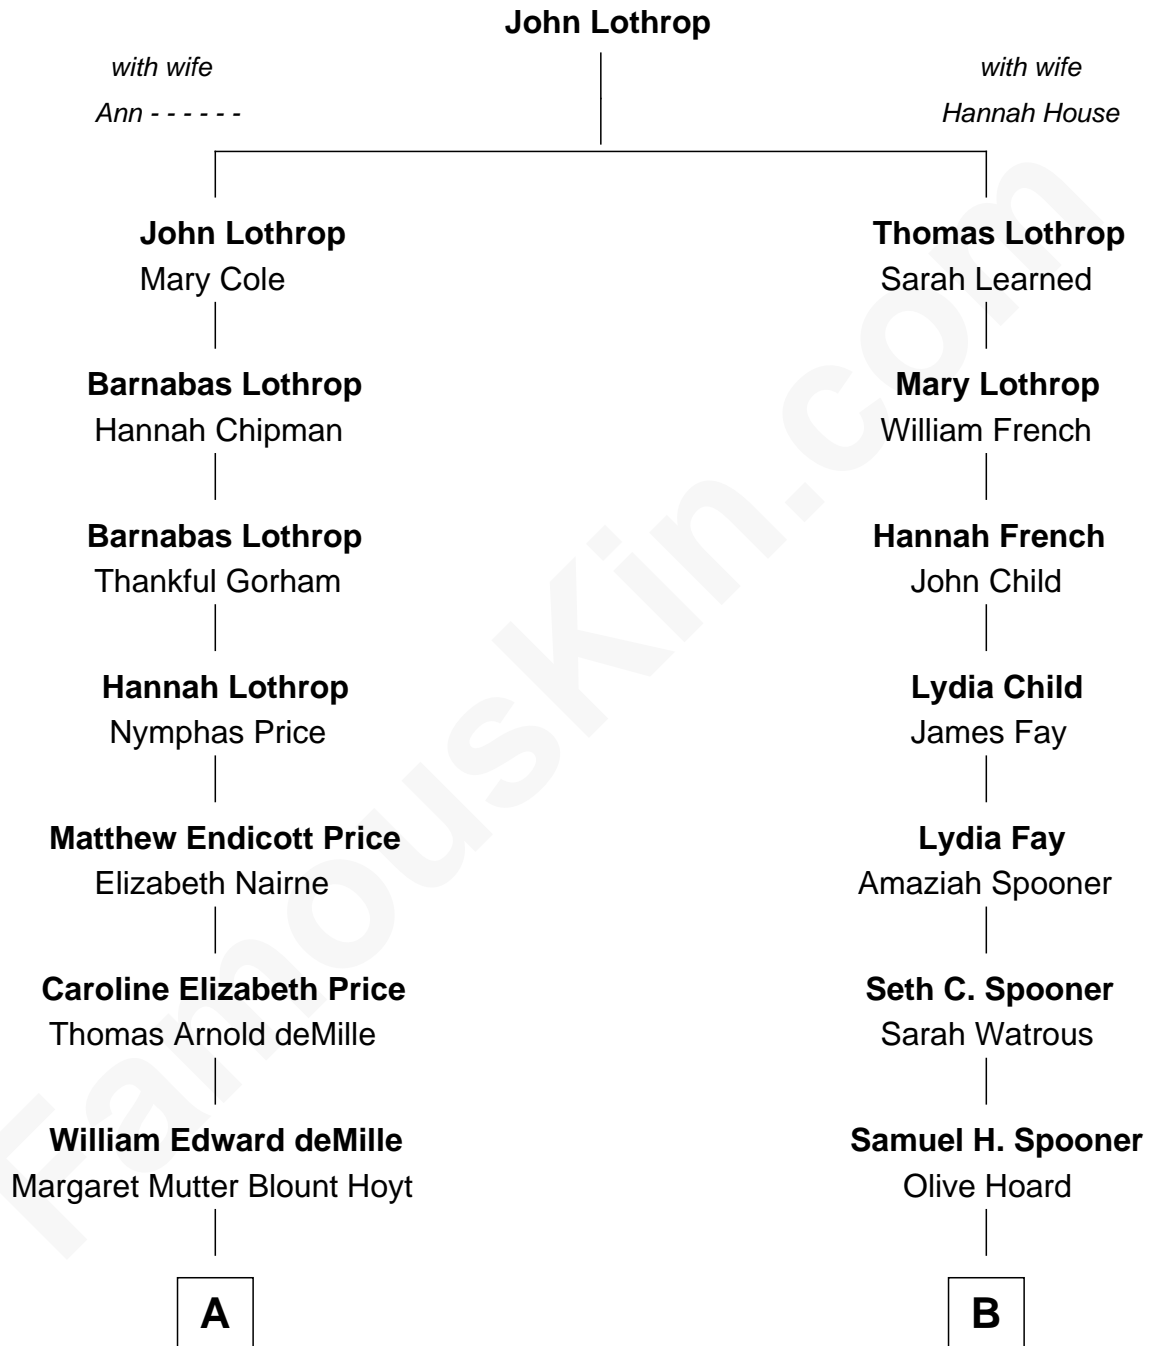 John Lothrop
with wife
Ann - - - - - -
with wife
Hannah House
John Lothrop
Mary Cole
Thomas Lothrop
Sarah Learned
Barnabas Lothrop
Hannah Chipman
Mary Lothrop
William French
Barnabas Lothrop
Thankful Gorham
Hannah French
John Child
Hannah Lothrop
Nymphas Price
Lydia Child
James Fay
Matthew Endicott Price
Elizabeth Nairne
Lydia Fay
Amaziah Spooner
Caroline Elizabeth Price
Thomas Arnold deMille
Seth C. Spooner
Sarah Watrous
William Edward deMille
Margaret Mutter Blount Hoyt
Samuel H. Spooner
Olive Hoard
A
B
FamousKin.com